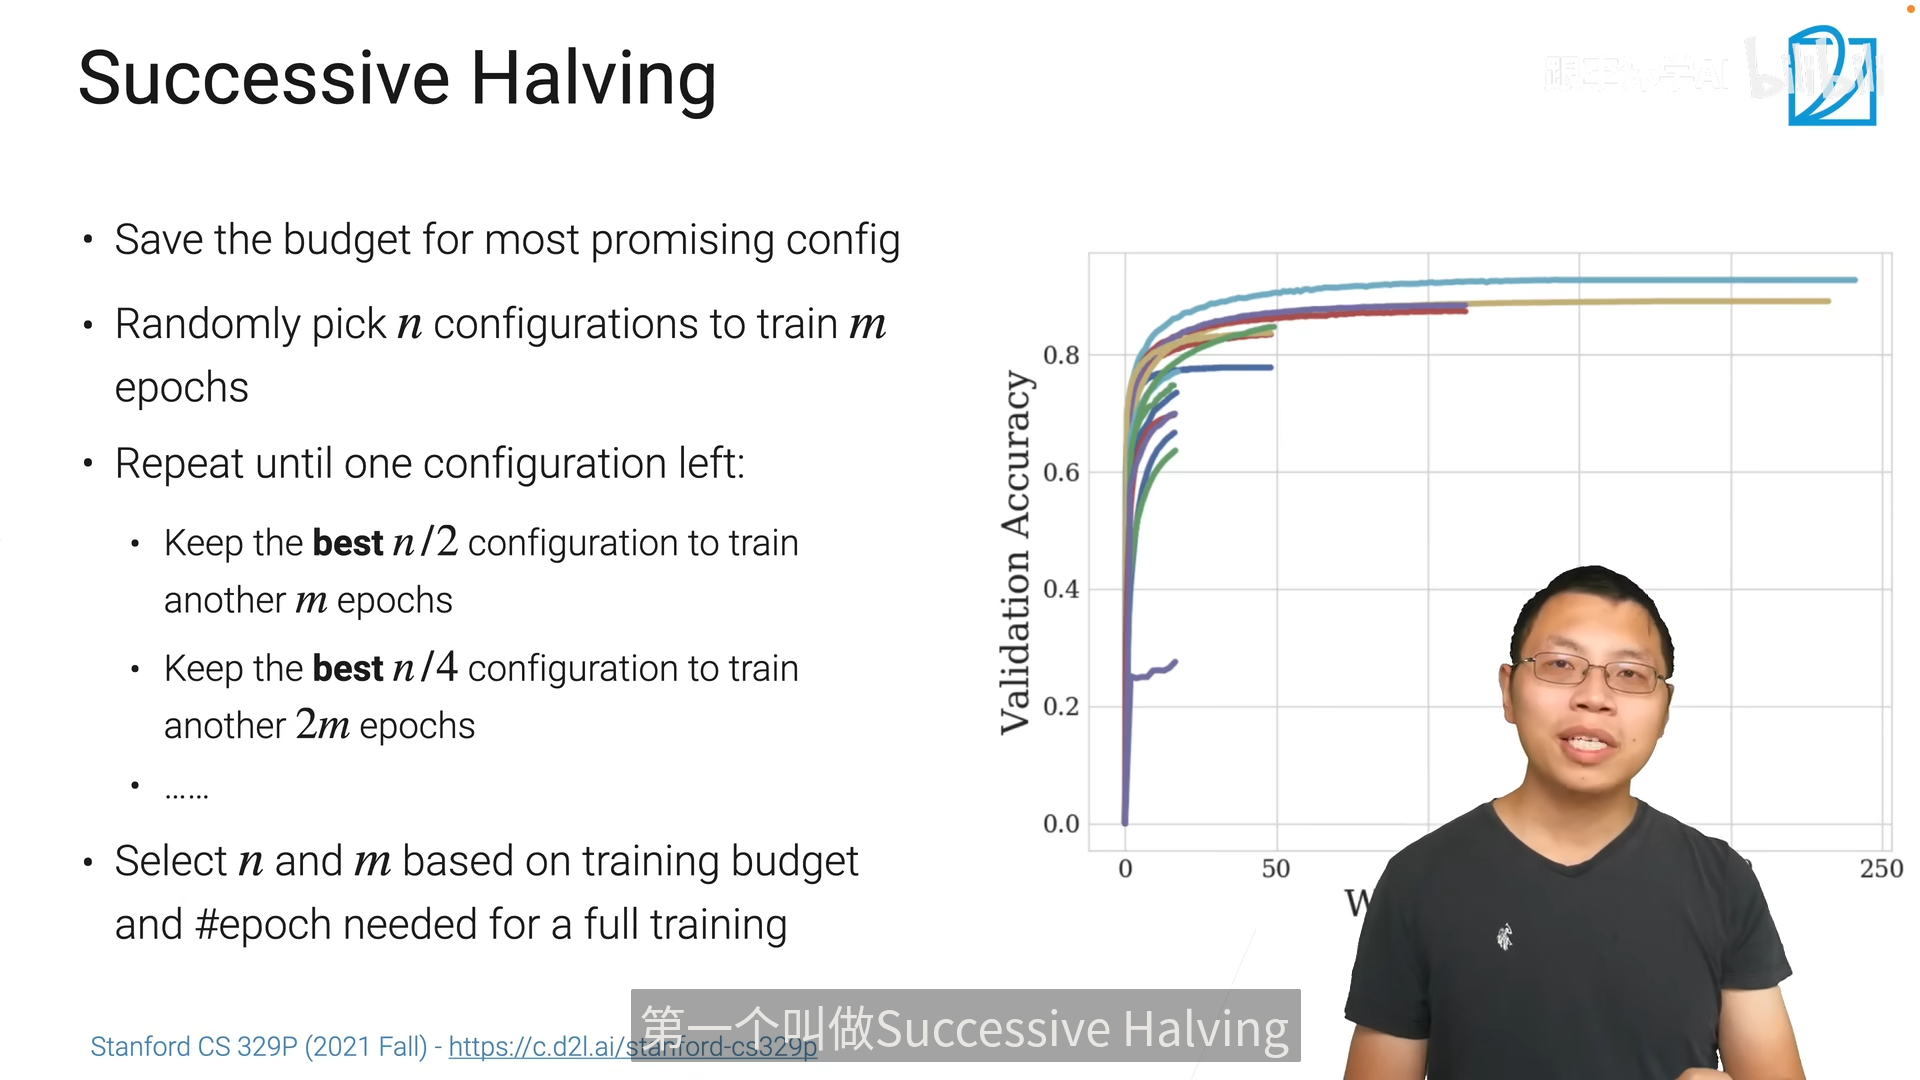 Successive Halving
跟李沐学AI bilibili
• Save the budget for most promising config
• Randomly pick n configurations to train m
epochs
• Repeat until one configuration left:
• Keep the best n/2 configuration to train
another m epochs
• Keep the best n/4 configuration to train
another 2m epochs
• ......
• Select n and m based on training budget
and #epoch needed for a full training
Validation Accuracy
0.8
0.6
0.4
0.2
0.0
0
50
250
W
第一个叫做Successive Halving
Stanford CS 329P (2021 Fall) - https://c.d2l.ai/stanford-cs329p